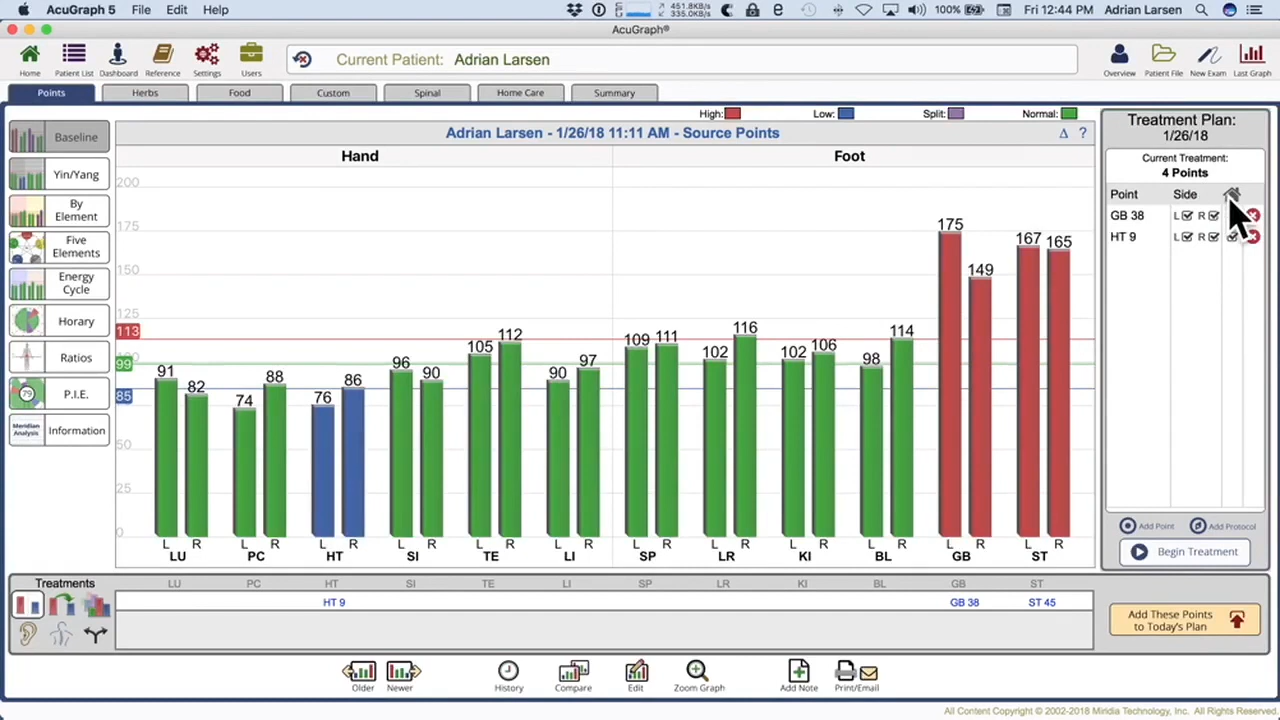 AcuGraph 5 File Edit Help
451.8KB/s
335.0KB/s
100% Fri 12:44 PM Adrian Larsen
AcuGraph®
Home Patient List Dashboard Reference Settings Users
Current Patient: Adrian Larsen
Overview Patient File New Exam Last Graph
Points Herbs Food Custom Spinal Home Care Summary
High: Low: Split: Normal:
Adrian Larsen - 1/26/18 11:11 AM - Source Points Δ ?
Hand Foot
Baseline
Yin/Yang
By
Element
Five
Elements
Energy
Cycle
Horary
Ratios
79
P.I.E.
Meridian
Analysis
Information
200
175
150
125
113
100
99
85
50
25
0
91 82 74 88 76 86 96 90 105 112 90 97 109 111 102 116 102 106 98 114 175 149 167 165
L R L R L R L R L R L R L R L R L R L R L R L R
LU PC HT SI TE LI SP LR KI BL GB ST
Treatment Plan:
1/26/18
Current Treatment:
4 Points
Point Side
GB 38 L R
HT 9 L R
Add Point Add Protocol
Begin Treatment
Treatments
LU PC HT SI TE LI SP LR KI BL GB ST
HT 9 GB 38 ST 45
Add These Points
to Today's Plan
Older Newer History Compare Edit Zoom Graph Add Note Print/Email
All Content Copyright © 2002-2018 Miridia Technology, Inc. All Rights Reserved.